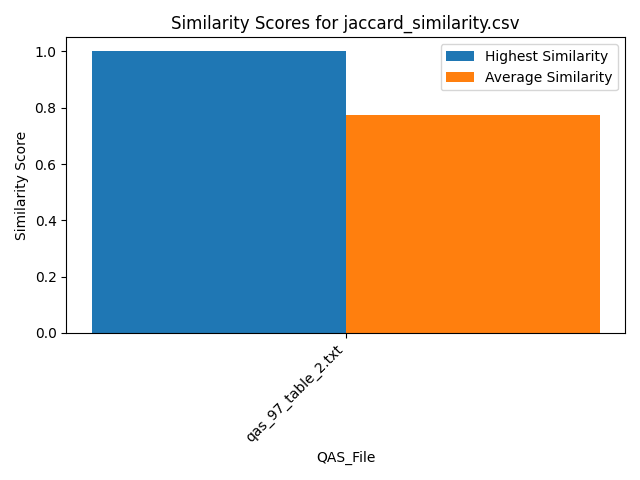 Similarity Scores for jaccard_similarity.csv
Highest Similarity
Average Similarity
Similarity Score
1.0
0.8
0.6
0.4
0.2
0.0
qas_97_table_2.txt
QAS_File